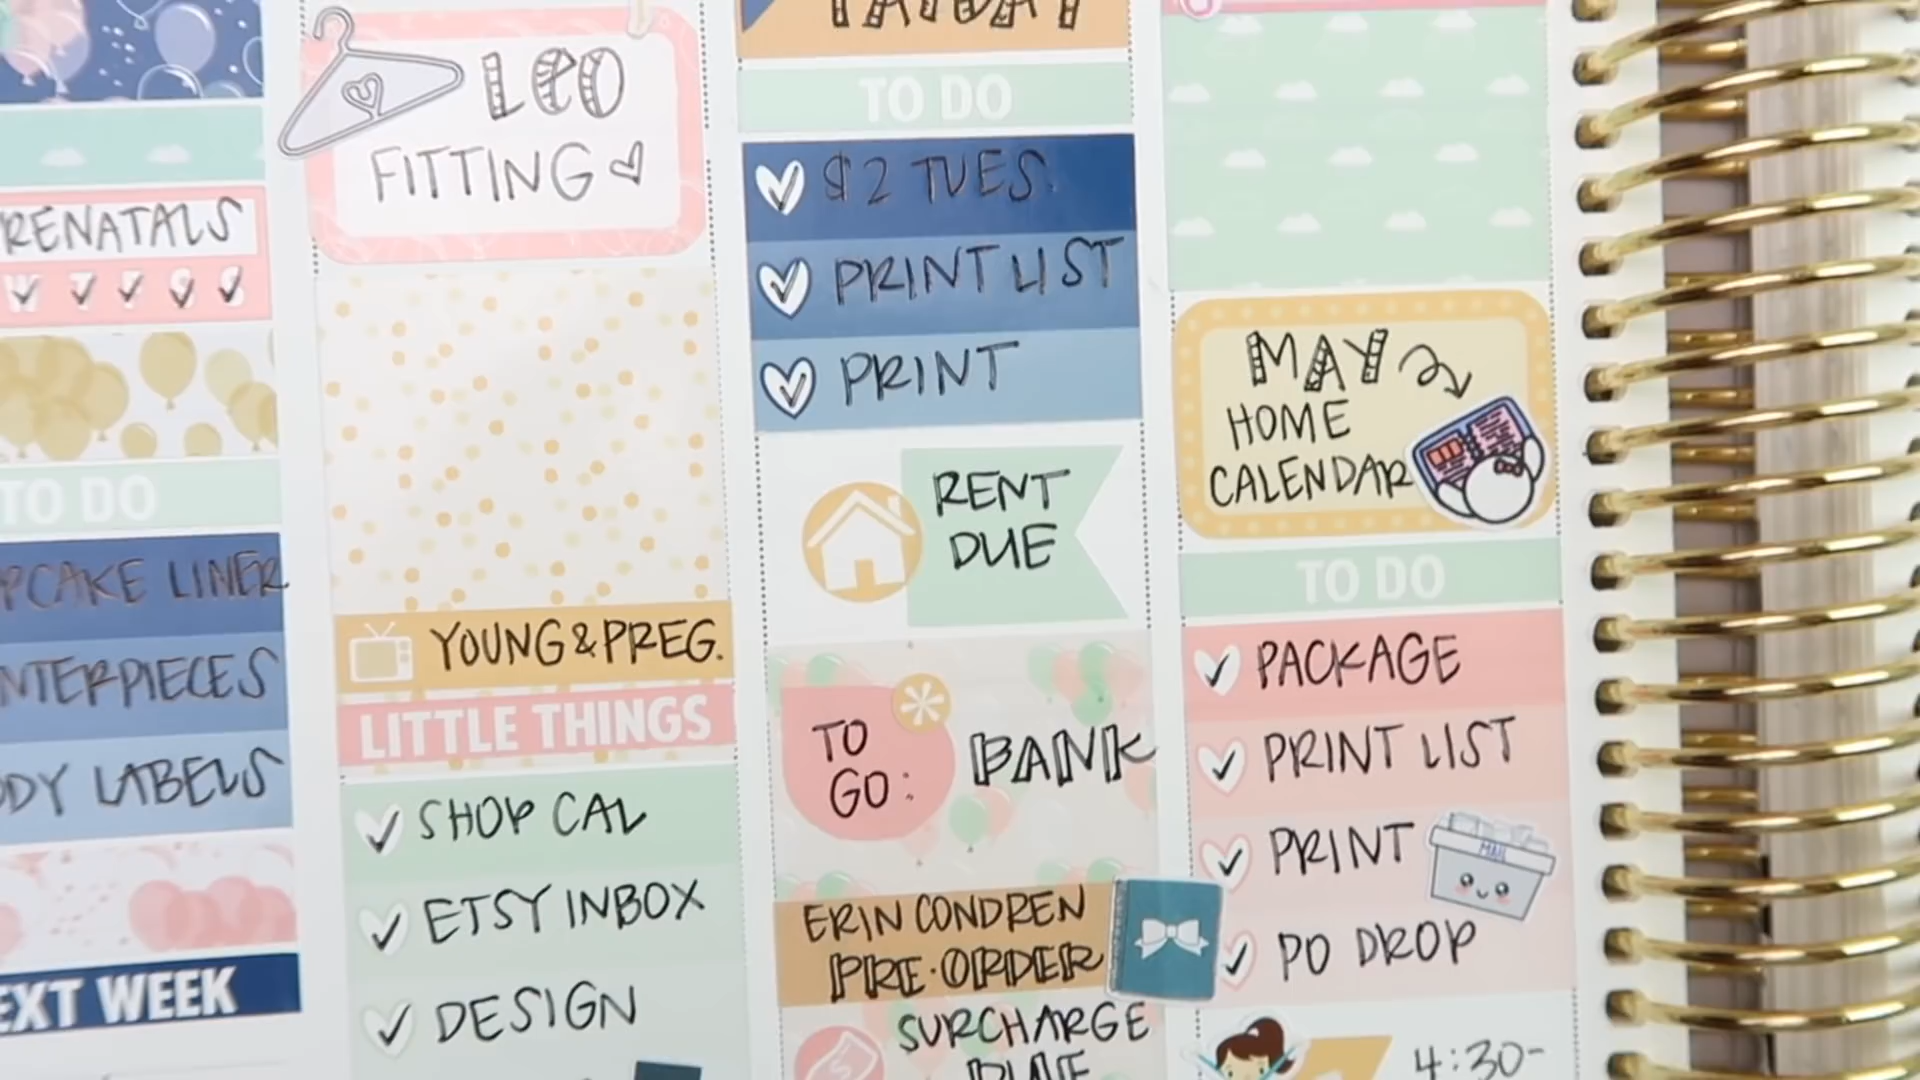 RENATALS
TO DO
PCAKE LINER
NTERPIECES
DY LABELS
EXT WEEK
LEO
FITTING
YOUNG & PREG.
LITTLE THINGS
SHOP CAL
ETSY INBOX
DESIGN
PAYDAY
TO DO
$2 TUES.
PRINT LIST
PRINT
RENT
DUE
TO
GO:
BANK
ERIN CONDREN
PRE-ORDER
SURCHARGE
MAY
HOME
CALENDAR
TO DO
PACKAGE
PRINT LIST
PRINT
MAIL
PO DROP
4:30-